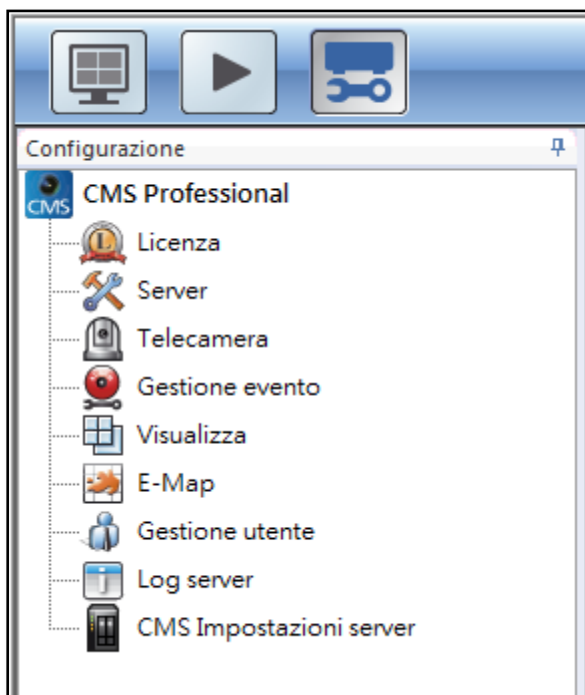 Configurazione
CMS
CMS Professional
Licenza
Server
Telecamera
Gestione evento
Visualizza
E-Map
Gestione utente
Log server
CMS Impostazioni server